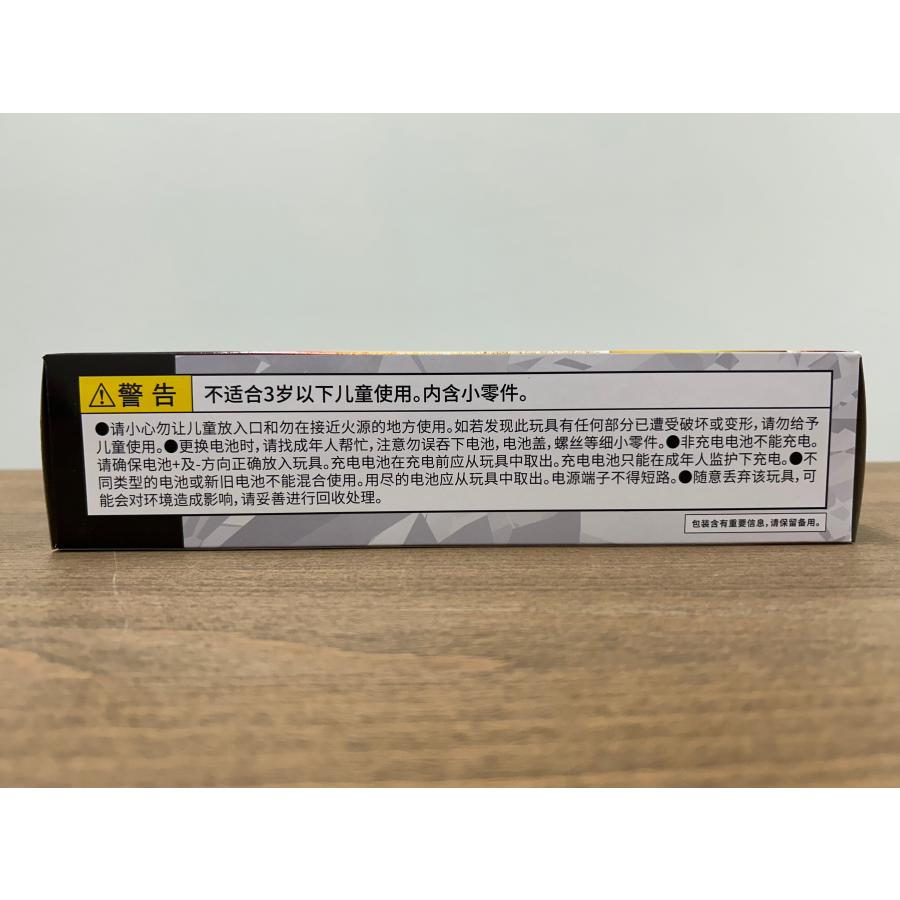 警告
不适合3岁以下儿童使用。内含小零件。
●请小心勿让儿童放入口和勿在接近火源的地方使用。如若发现此玩具有任何部分已遭受破坏或变形,请勿给予
儿童使用。●更换电池时,请找成年人帮忙,注意勿误吞下电池,电池盖,螺丝等细小零件。●非充电电池不能充电。
请确保电池+及-方向正确放入玩具。充电电池在充电前应从玩具中取出。充电电池只能在成年人监护下充电。●不
同类型的电池或新旧电池不能混合使用。用尽的电池应从玩具中取出。电源端子不得短路。●随意丢弃该玩具,可
能会对环境造成影响,请妥善进行回收处理。
包装含有重要信息,请保留备用。